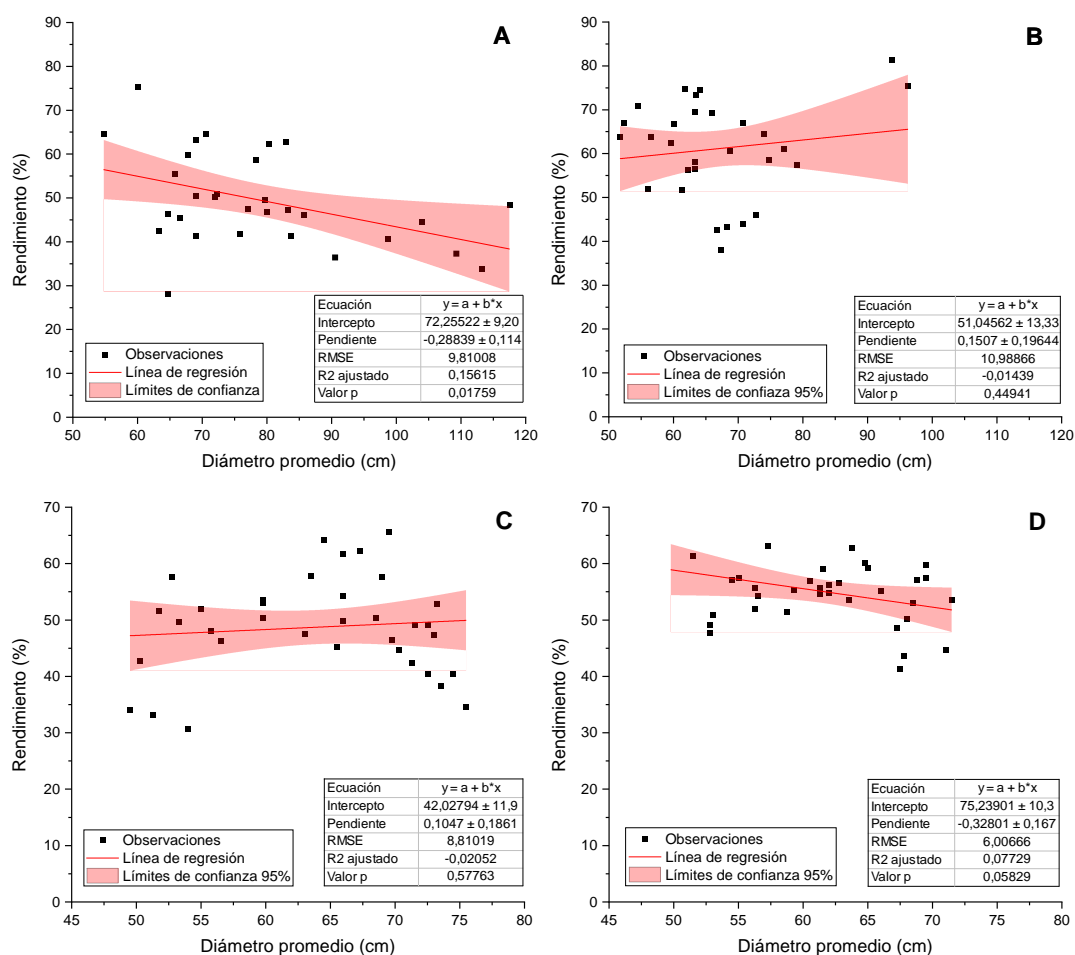 A
Rendimiento (%)
90
80
70
60
50
40
30
20
10
0
50 60 70 80 90 100 110 120
Diámetro promedio (cm)
Observaciones
Línea de regresión
Límites de confianza
Ecuación y = a + b*x
Intercepto 72,25522 ± 9,20
Pendiente -0,28839 ± 0,114
RMSE 9,81008
R2 ajustado 0,15615
Valor p 0,01759
B
Rendimiento (%)
90
80
70
60
50
40
30
20
10
0
50 60 70 80 90 100 110 120
Diámetro promedio (cm)
Observaciones
Línea de regresión
Límites de confiaza 95%
Ecuación y = a + b*x
Intercepto 51,04562 ± 13,33
Pendiente 0,1507 ± 0,19644
RMSE 10,98866
R2 ajustado -0,01439
Valor p 0,44941
C
Rendimiento (%)
70
60
50
40
30
20
10
0
45 50 55 60 65 70 75 80
Diámetro promedio (cm)
Observaciones
Línea de regresión
Límites de confianza 95%
Ecuación y = a + b*x
Intercepto 42,02794 ± 11,9
Pendiente 0,1047 ± 0,1861
RMSE 8,81019
R2 ajustado -0,02052
Valor p 0,57763
D
Rendimiento (%)
70
60
50
40
30
20
10
0
45 50 55 60 65 70 75 80
Diámetro promedio (cm)
Observaciones
Línea de regresión
Límites de confianza 95%
Ecuación y = a + b*x
Intercepto 75,23901 ± 10,3
Pendiente -0,32801 ± 0,167
RMSE 6,00666
R2 ajustado 0,07729
Valor p 0,05829